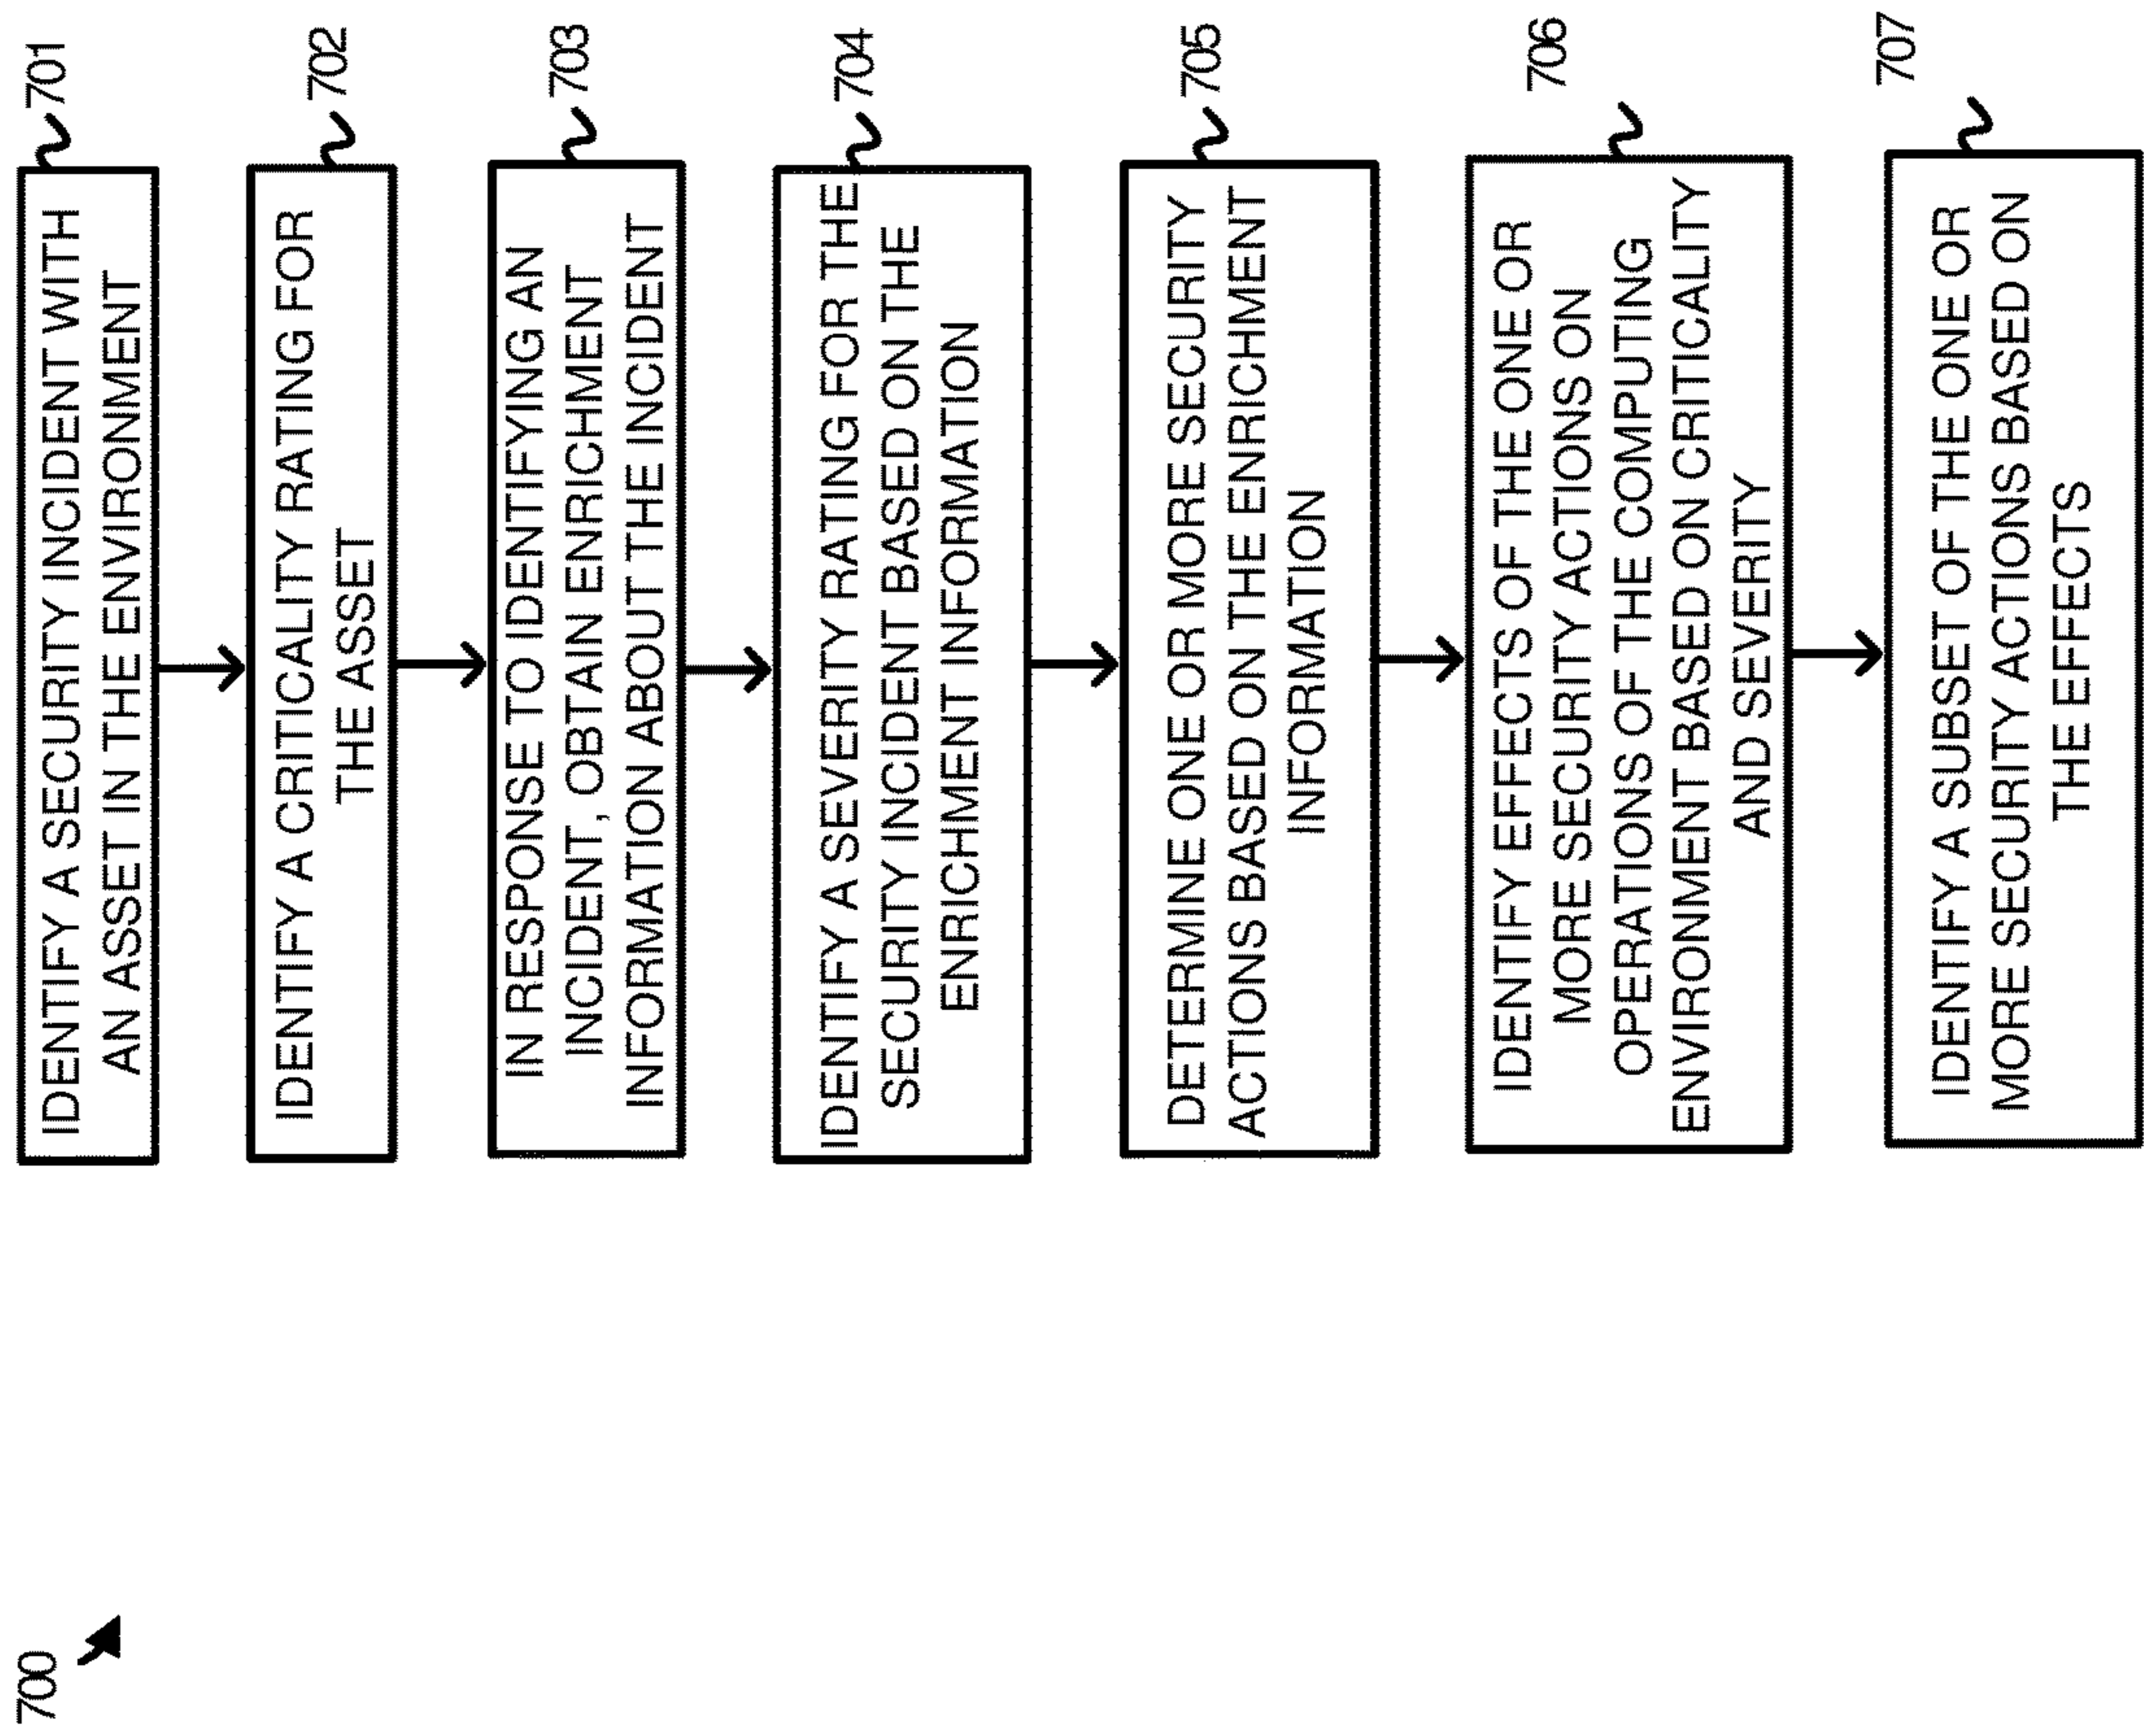 700
701
IDENTIFY A SECURITY INCIDENT WITH
AN ASSET IN THE ENVIRONMENT
702
IDENTIFY A CRITICALITY RATING FOR
THE ASSET
703
IN RESPONSE TO IDENTIFYING AN
INCIDENT, OBTAIN ENRICHMENT
INFORMATION ABOUT THE INCIDENT
704
IDENTIFY A SEVERITY RATING FOR THE
SECURITY INCIDENT BASED ON THE
ENRICHMENT INFORMATION
705
DETERMINE ONE OR MORE SECURITY
ACTIONS BASED ON THE ENRICHMENT
INFORMATION
706
IDENTIFY EFFECTS OF THE ONE OR
MORE SECURITY ACTIONS ON
OPERATIONS OF THE COMPUTING
ENVIRONMENT BASED ON CRITICALITY
AND SEVERITY
707
IDENTIFY A SUBSET OF THE ONE OR
MORE SECURITY ACTIONS BASED ON
THE EFFECTS